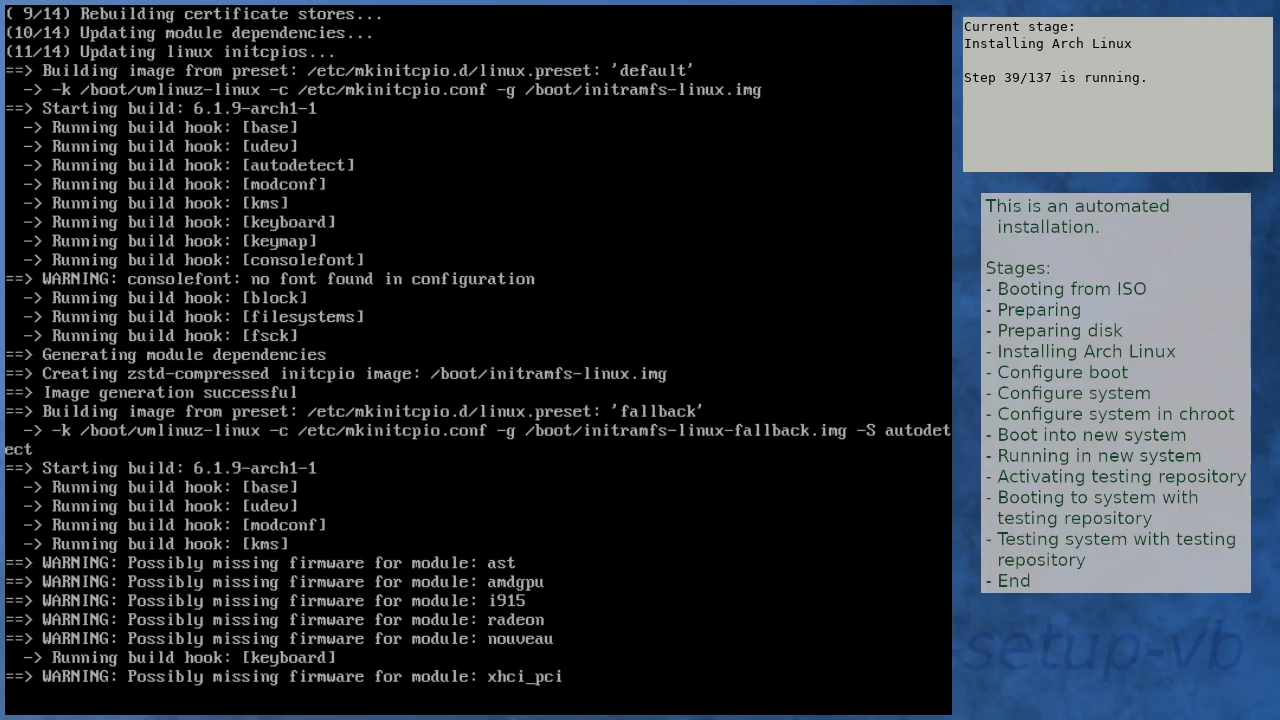 ( 9/14) Rebuilding certificate stores...
(10/14) Updating module dependencies...
(11/14) Updating linux initcpios...
==> Building image from preset: /etc/mkinitcpio.d/linux.preset: 'default'
  -> -k /boot/vmlinuz-linux -c /etc/mkinitcpio.conf -g /boot/initramfs-linux.img
==> Starting build: 6.1.9-arch1-1
  -> Running build hook: [base]
  -> Running build hook: [udev]
  -> Running build hook: [autodetect]
  -> Running build hook: [modconf]
  -> Running build hook: [kms]
  -> Running build hook: [keyboard]
  -> Running build hook: [keymap]
  -> Running build hook: [consolefont]
==> WARNING: consolefont: no font found in configuration
  -> Running build hook: [block]
  -> Running build hook: [filesystems]
  -> Running build hook: [fsck]
==> Generating module dependencies
==> Creating zstd-compressed initcpio image: /boot/initramfs-linux.img
==> Image generation successful
==> Building image from preset: /etc/mkinitcpio.d/linux.preset: 'fallback'
  -> -k /boot/vmlinuz-linux -c /etc/mkinitcpio.conf -g /boot/initramfs-linux-fallback.img -S autodet
ect
==> Starting build: 6.1.9-arch1-1
  -> Running build hook: [base]
  -> Running build hook: [udev]
  -> Running build hook: [modconf]
  -> Running build hook: [kms]
==> WARNING: Possibly missing firmware for module: ast
==> WARNING: Possibly missing firmware for module: amdgpu
==> WARNING: Possibly missing firmware for module: i915
==> WARNING: Possibly missing firmware for module: radeon
==> WARNING: Possibly missing firmware for module: nouveau
  -> Running build hook: [keyboard]
==> WARNING: Possibly missing firmware for module: xhci_pci
Current stage:
Installing Arch Linux
Step 39/137 is running.
This is an automated
installation.
Stages:
- Booting from ISO
- Preparing
- Preparing disk
- Installing Arch Linux
- Configure boot
- Configure system
- Configure system in chroot
- Boot into new system
- Running in new system
- Activating testing repository
- Booting to system with
testing repository
- Testing system with testing
repository
- End
-setup-vb